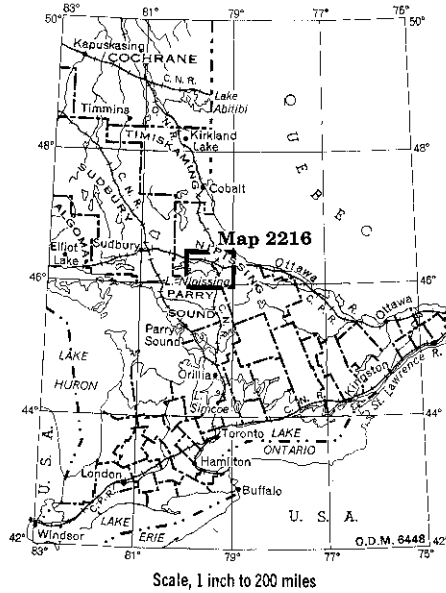 50°
81°
79°
77°
75°
50°
Kapuskasing
COCHRANE
C. N. R.
Lake
Abitibi
Timmins
C.N.R.
TIMISKAMING
Kirkland
Lake
QUEBEC
48°
48°
SUDBURY
C. N. R.
Cobalt
ALGOMA
NIPISSING
Map 2216
Elliot
Lake
Sudbury
Ottawa
R.
46°
L. Nipissing
C. P. R.
46°
PARRY
SOUND
C.N.R.
Ottawa
Parry
Sound
LAKE
HURON
Orillia
Kingston
St. Lawrence R.
L.
Simcoe
C. N. R.
44°
44°
Toronto
LAKE
ONTARIO
U. S. A.
London
Hamilton
C.P.R.
Buffalo
LAKE
ERIE
U. S. A.
Windsor
42°
O.D.M. 6448
42°
83°
81°
79°
77°
75°
Scale, 1 inch to 200 miles